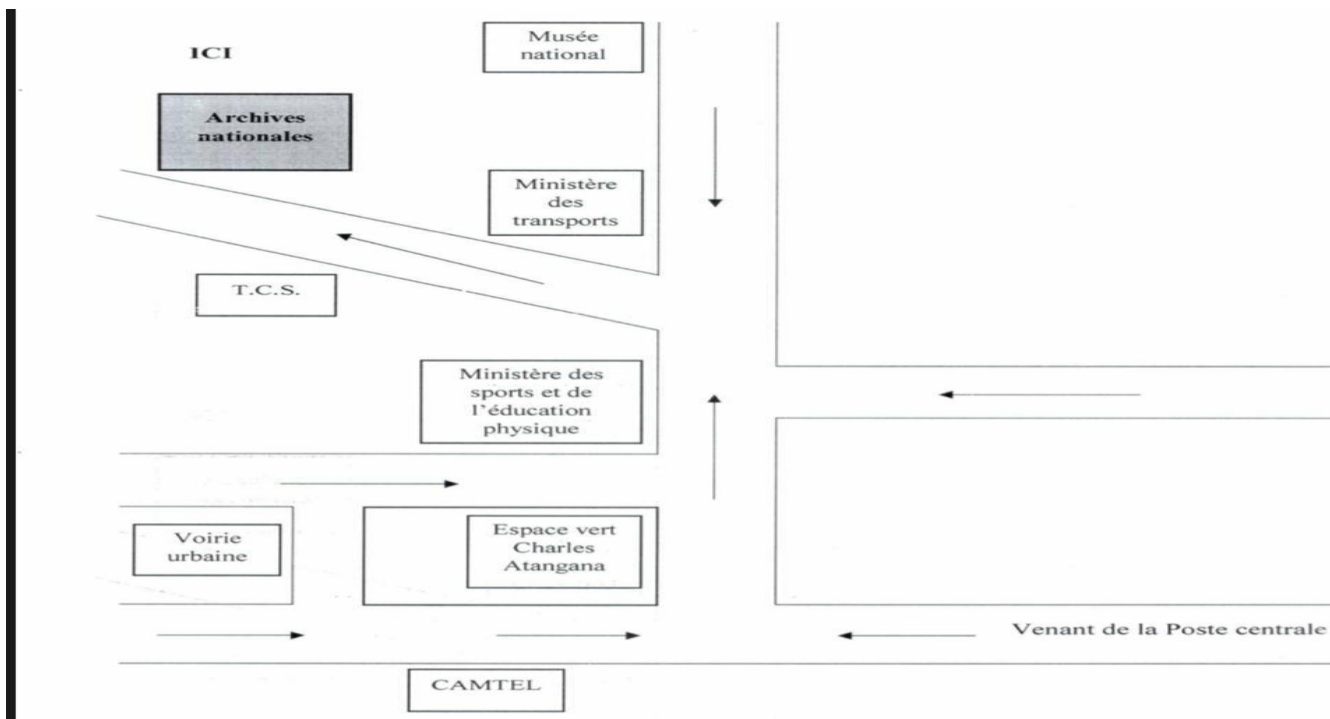 ICI
Musée
national
Archives
nationales
Ministère
des
transports
T.C.S.
Ministère des
sports et de
l'éducation
physique
Voirie
urbaine
Espace vert
Charles
Atangana
Venant de la Poste centrale
CAMTEL